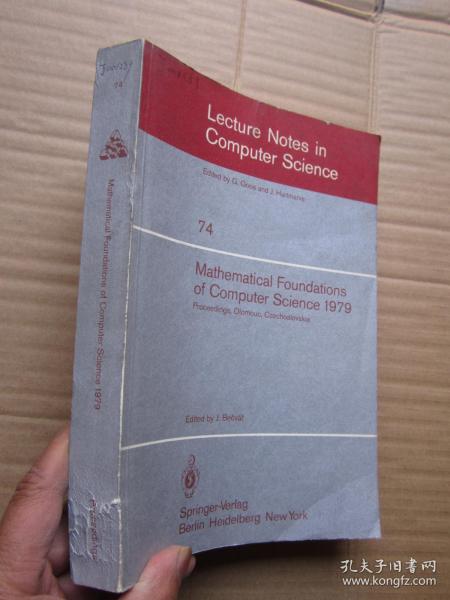 74
Mathematical Foundations of Computer Science 1979
Proceedings
Lecture Notes in
Computer Science
Edited by G. Goos and J. Hartmanis
74
Mathematical Foundations
of Computer Science 1979
Proceedings, Olomouc, Czechoslovakia
Edited by J. Bečvář
Springer-Verlag
Berlin Heidelberg New York
孔夫子旧书网
www.kongfz.com